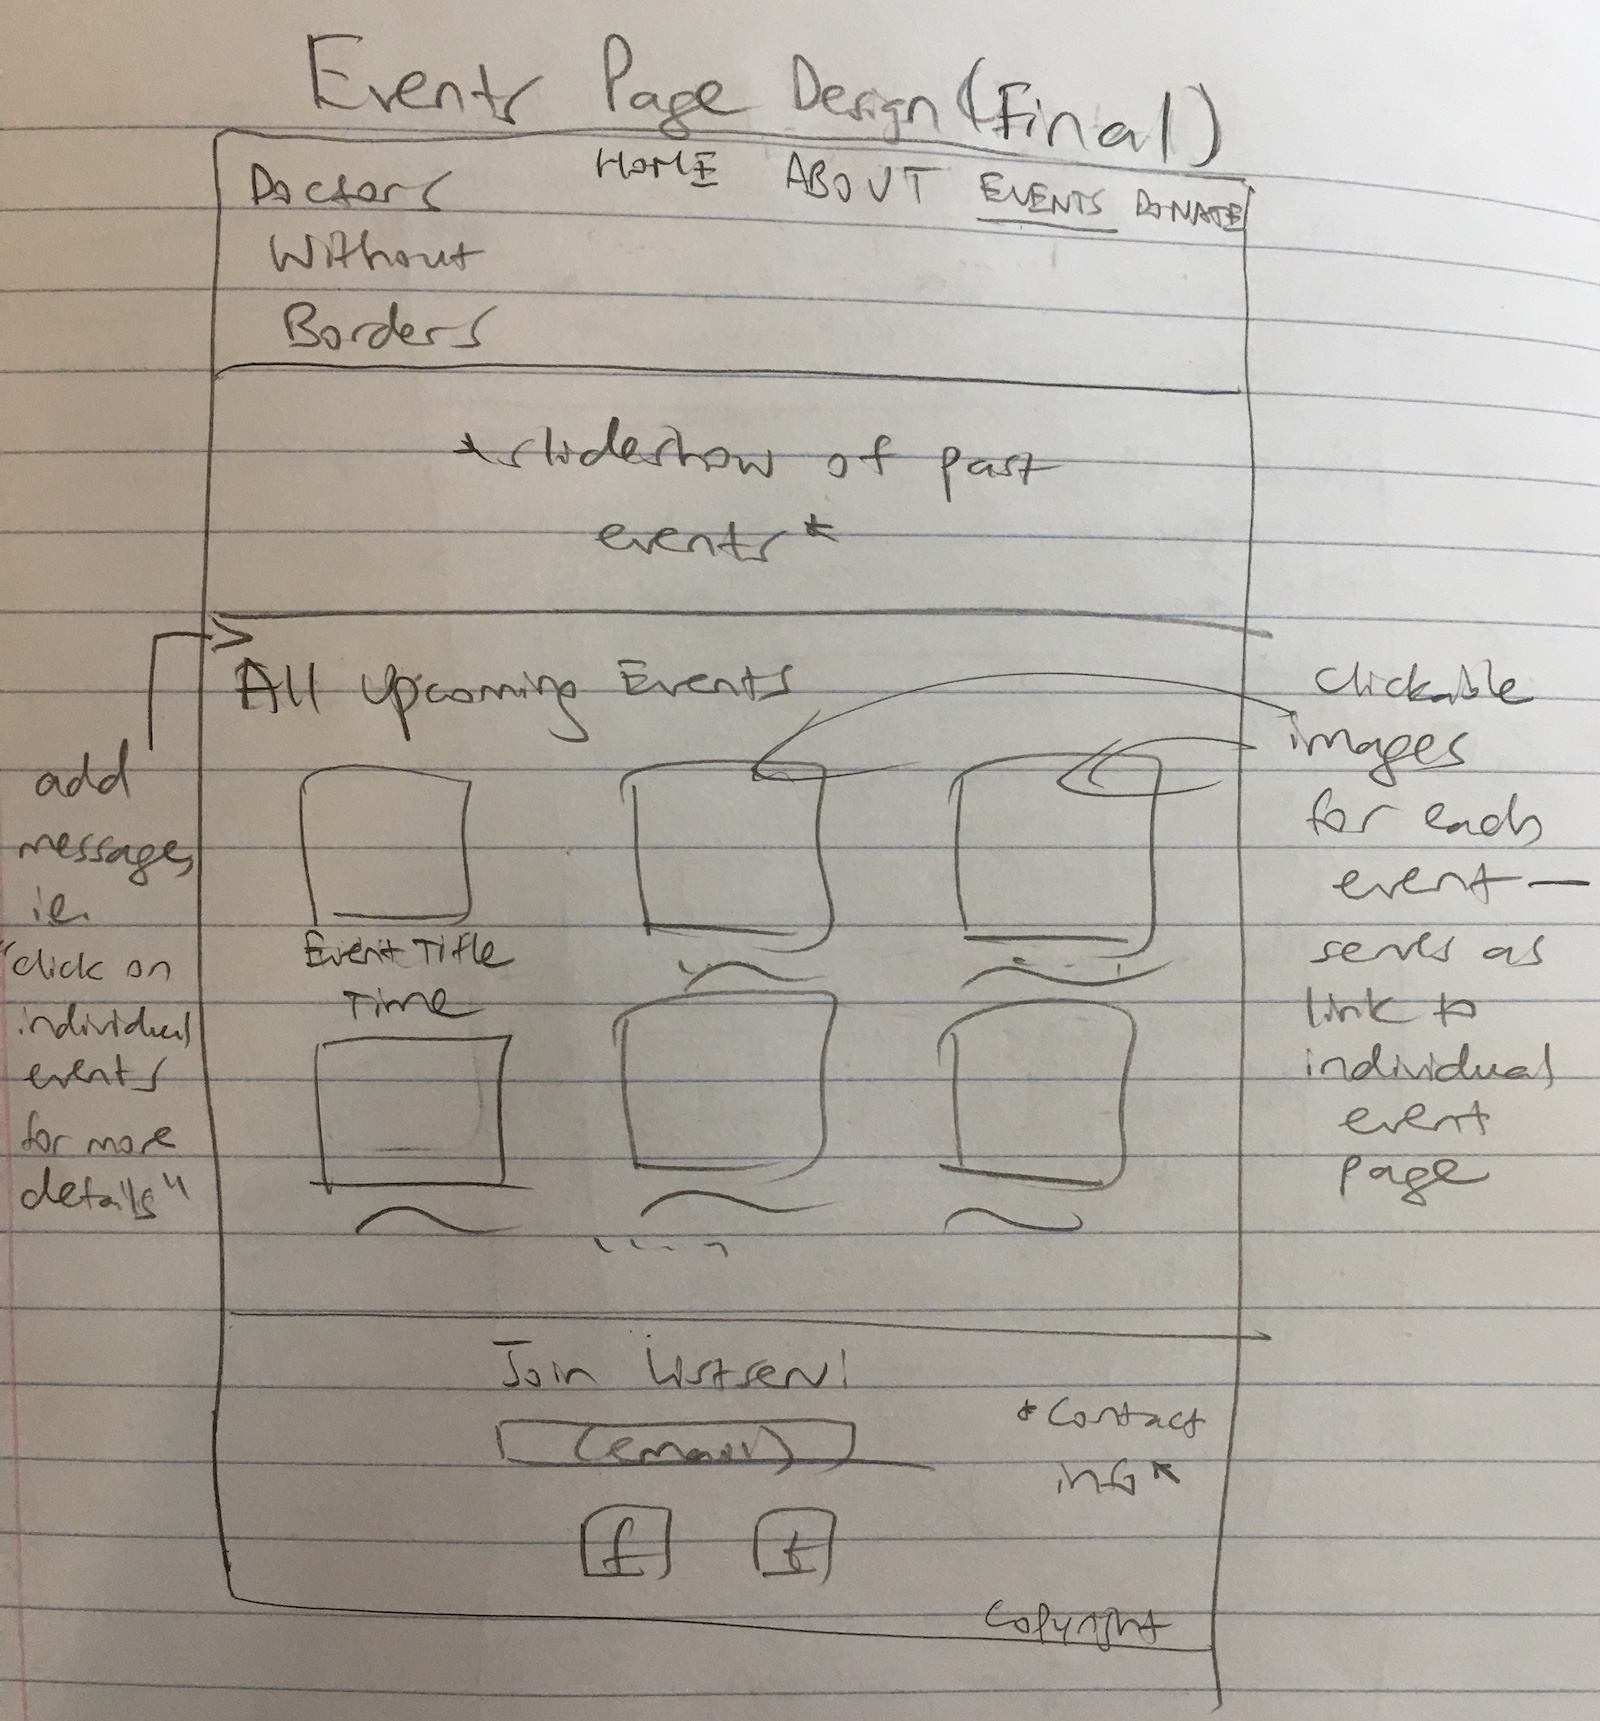 Events Page Design (Final)
Doctors
Without
Borders
HOME ABOUT EVENTS DONATE
*slideshow of past
events*
All Upcoming Events
add
message,
i.e.
"click on
individual
events
for more
details"
Event Title
Time
clickable
images
for each
event —
serves as
link to
individual
event
page
Join Listserv!
(email)
*Contact
info*
f
t
Copyright